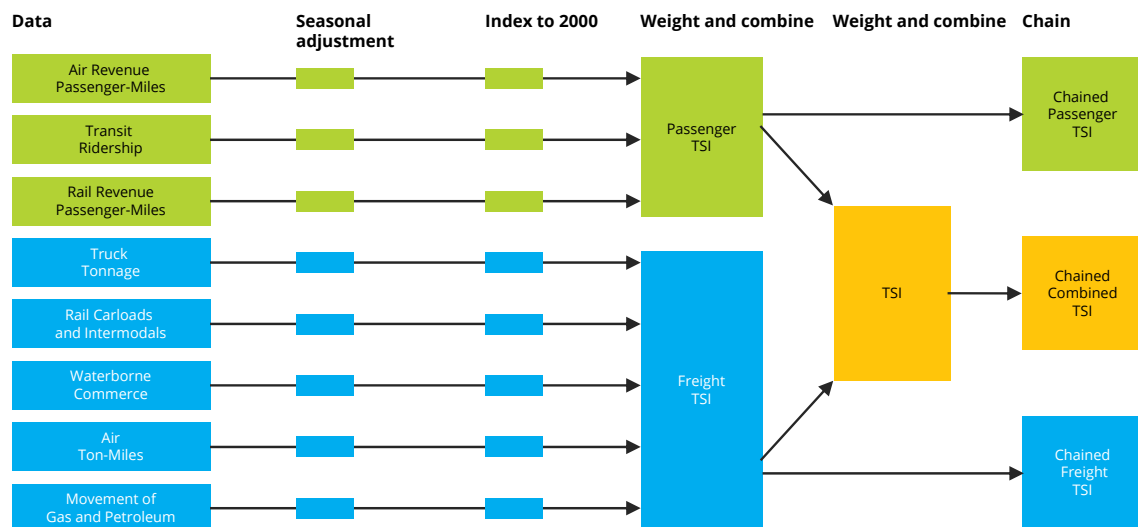 Data
Seasonal
adjustment
Index to 2000
Weight and combine
Weight and combine
Chain
Air Revenue
Passenger-Miles
Transit
Ridership
Rail Revenue
Passenger-Miles
Truck
Tonnage
Rail Carloads
and Intermodals
Waterborne
Commerce
Air
Ton-Miles
Movement of
Gas and Petroleum
Passenger
TSI
Freight
TSI
TSI
Chained
Passenger
TSI
Chained
Combined
TSI
Chained
Freight
TSI